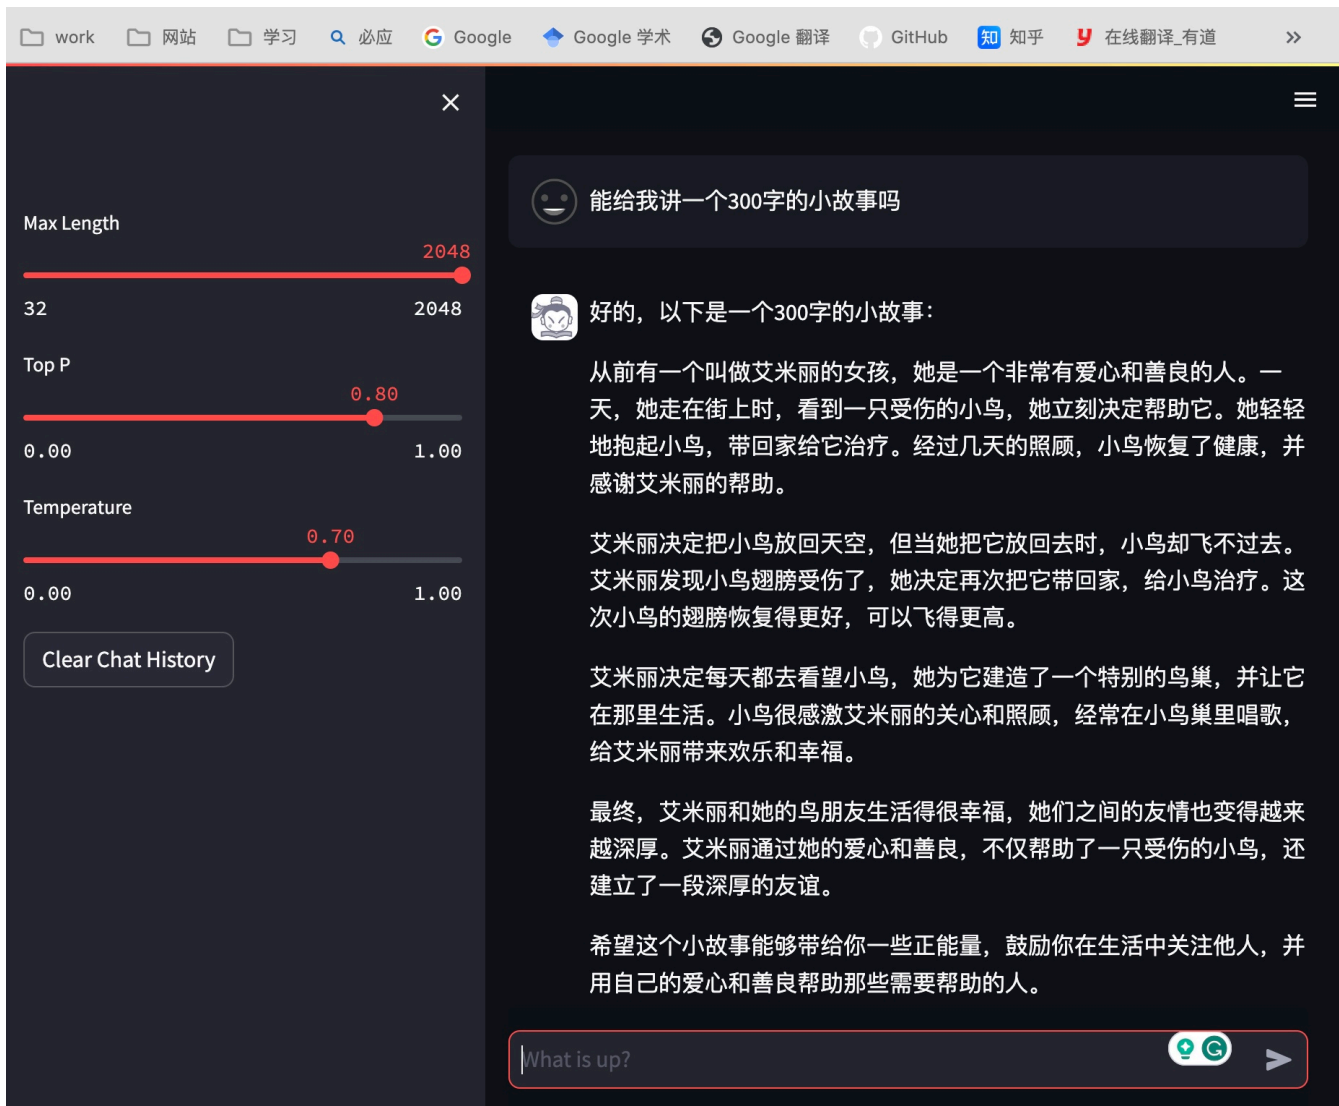 work 网站 学习 必应 Google Google 学术 Google 翻译 GitHub 知 知乎 在线翻译_有道
Max Length
2048
32 2048
Top P
0.80
0.00 1.00
Temperature
0.70
0.00 1.00
Clear Chat History
能给我讲一个300字的小故事吗
好的，以下是一个300字的小故事：
从前有一个叫做艾米丽的女孩，她是一个非常有爱心和善良的人。一
天，她走在街上时，看到一只受伤的小鸟，她立刻决定帮助它。她轻轻
地抱起小鸟，带回家给它治疗。经过几天的照顾，小鸟恢复了健康，并
感谢艾米丽的帮助。
艾米丽决定把小鸟放回天空，但当她把它放回去时，小鸟却飞不过去。
艾米丽发现小鸟翅膀受伤了，她决定再次把它带回家，给小鸟治疗。这
次小鸟的翅膀恢复得更好，可以飞得更高。
艾米丽决定每天都去看望小鸟，她为它建造了一个特别的鸟巢，并让它
在那里生活。小鸟很感激艾米丽的关心和照顾，经常在小鸟巢里唱歌，
给艾米丽带来欢乐和幸福。
最终，艾米丽和她的鸟朋友生活得很幸福，她们之间的友情也变得越来
越深厚。艾米丽通过她的爱心和善良，不仅帮助了一只受伤的小鸟，还
建立了一段深厚的友谊。
希望这个小故事能够带给你一些正能量，鼓励你在生活中关注他人，并
用自己的爱心和善良帮助那些需要帮助的人。
What is up?